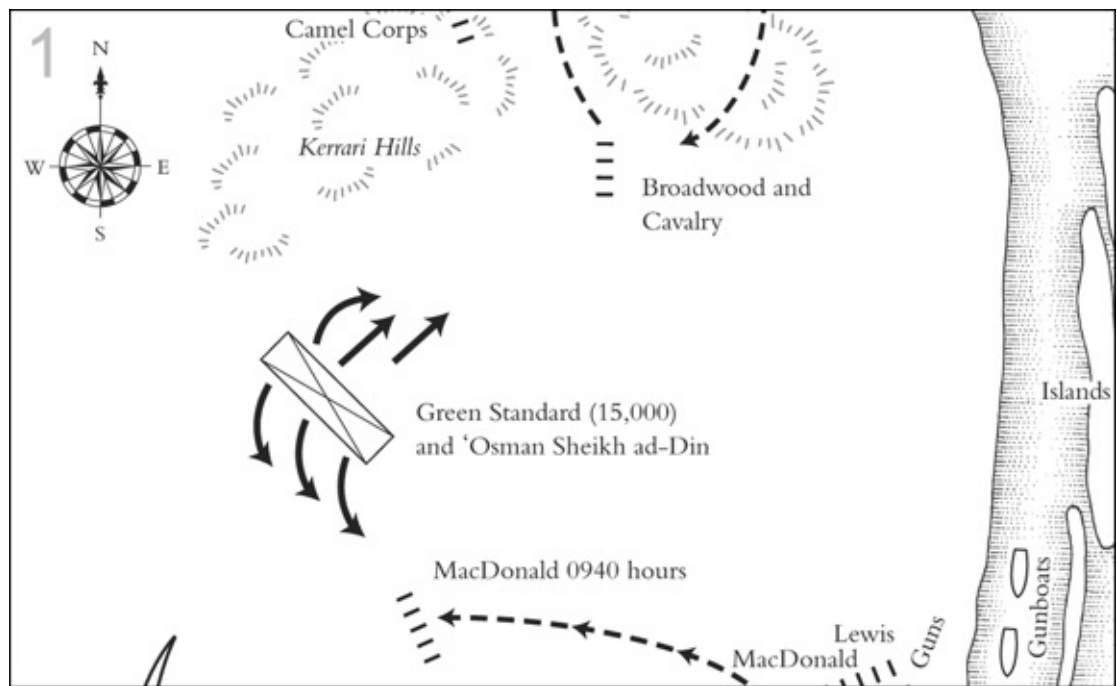 1
Camel Corps
N
W
E
S
Kerrari Hills
Broadwood and
Cavalry
Islands
Green Standard (15,000)
and ‘Osman Sheikh ad-Din
MacDonald 0940 hours
Gunboats
Lewis
Guns
MacDonald